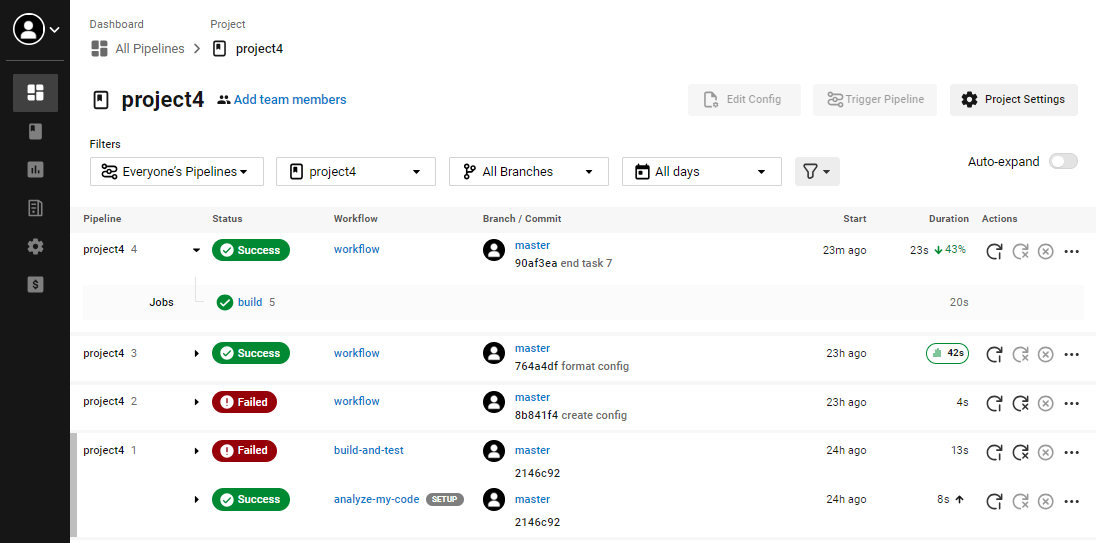 Dashboard Project
All Pipelines project4
project4 Add team members Edit Config Trigger Pipeline Project Settings
Filters
Everyone's Pipelines project4 All Branches All days Auto-expand
Pipeline Status Workflow Branch / Commit Start Duration Actions
project4 4 Success workflow master 23m ago 23s 43%
90af3ea end task 7
Jobs build 5 20s
project4 3 Success workflow master 23h ago 42s
764a4df format config
project4 2 Failed workflow master 23h ago 4s
8b841f4 create config
project4 1 Failed build-and-test master 24h ago 13s
2146c92
Success analyze-my-code SETUP master 24h ago 8s
2146c92